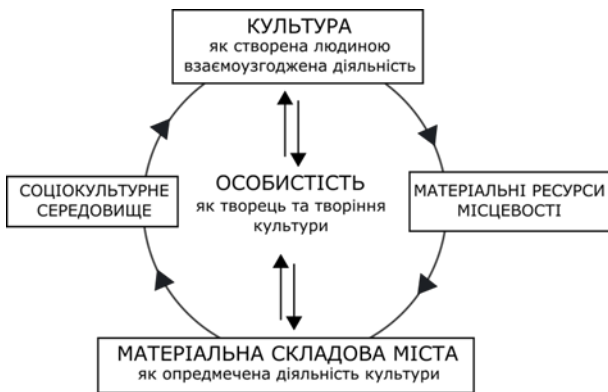 КУЛЬТУРА
як створена людиною
взаємоузгоджена діяльність
СОЦІОКУЛЬТУРНЕ
СЕРЕДОВИЩЕ
ОСОБИСТІСТЬ
як творець та творіння
культури
МАТЕРІАЛЬНІ РЕСУРСИ
МІСЦЕВОСТІ
МАТЕРІАЛЬНА СКЛАДОВА МІСТА
як опредмечена діяльність культури